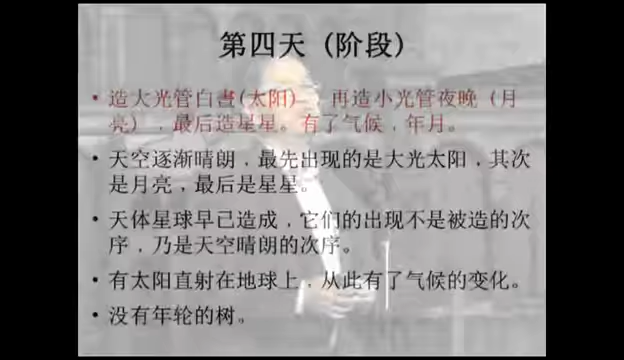 第四天（阶段）
• 造大光管白晝(太阳)　，再造小光管夜晚（月
亮），最后造星星。有了气候，年月。
• 天空逐渐晴朗，最先出现的是大光太阳，其次
是月亮，最后是星星。
• 天体星球早已造成，它们的出现不是被造的次
序，乃是天空晴朗的次序。
• 有太阳直射在地球上，从此有了气候的变化。
• 没有年轮的树。